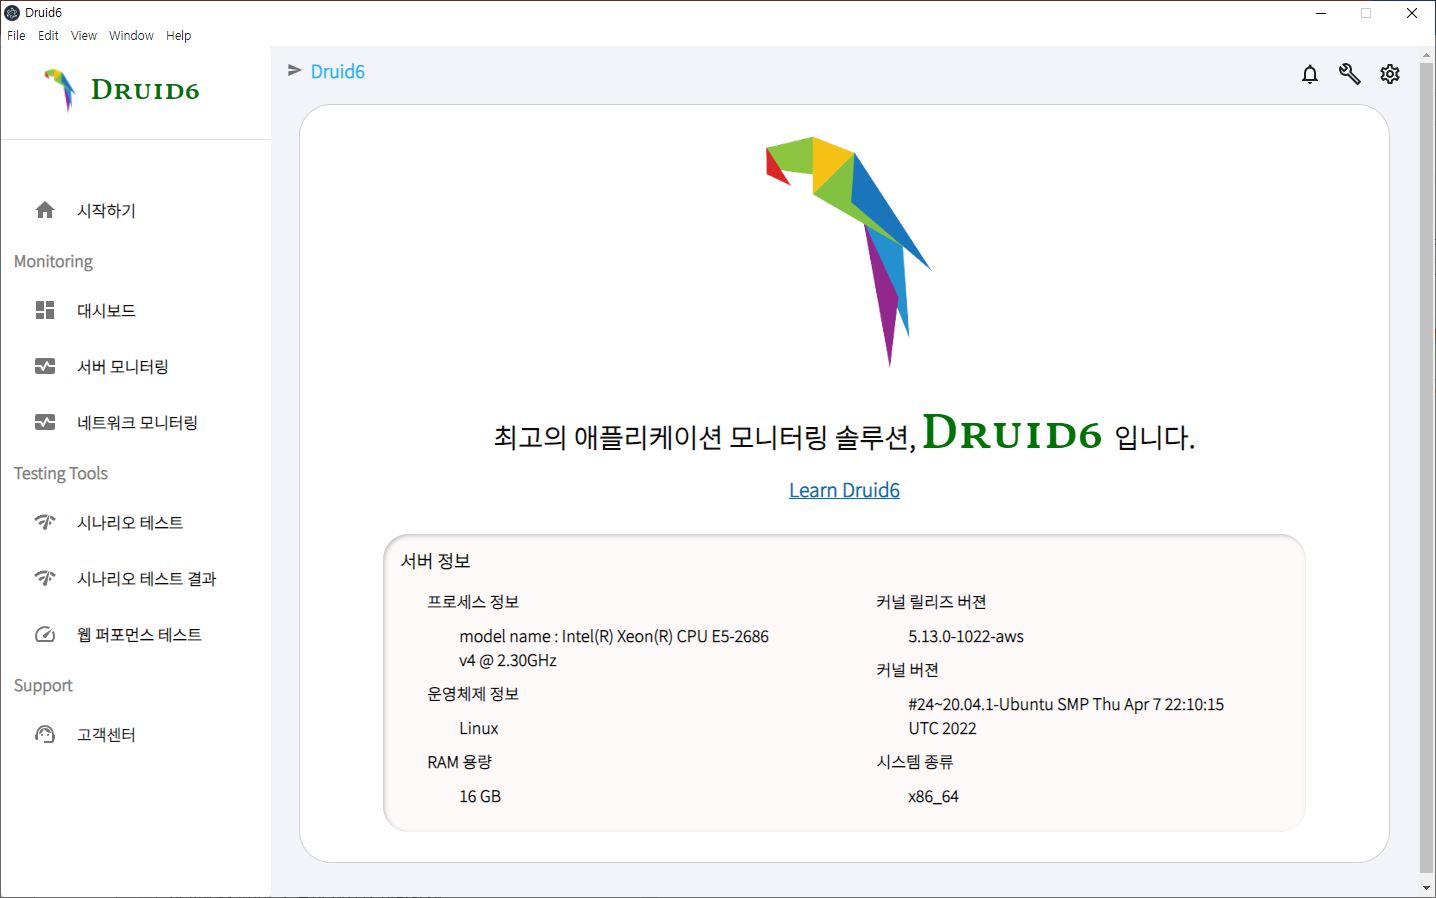 Druid6
File Edit View Window Help
DRUID6
시작하기
Monitoring
대시보드
서버 모니터링
네트워크 모니터링
Testing Tools
시나리오 테스트
시나리오 테스트 결과
웹 퍼포먼스 테스트
Support
고객센터
Druid6
최고의 애플리케이션 모니터링 솔루션, DRUID6 입니다.
Learn Druid6
서버 정보
프로세스 정보
model name : Intel(R) Xeon(R) CPU E5-2686
v4 @ 2.30GHz
운영체제 정보
Linux
RAM 용량
16 GB
커널 릴리즈 버젼
5.13.0-1022-aws
커널 버젼
#24~20.04.1-Ubuntu SMP Thu Apr 7 22:10:15
UTC 2022
시스템 종류
x86_64